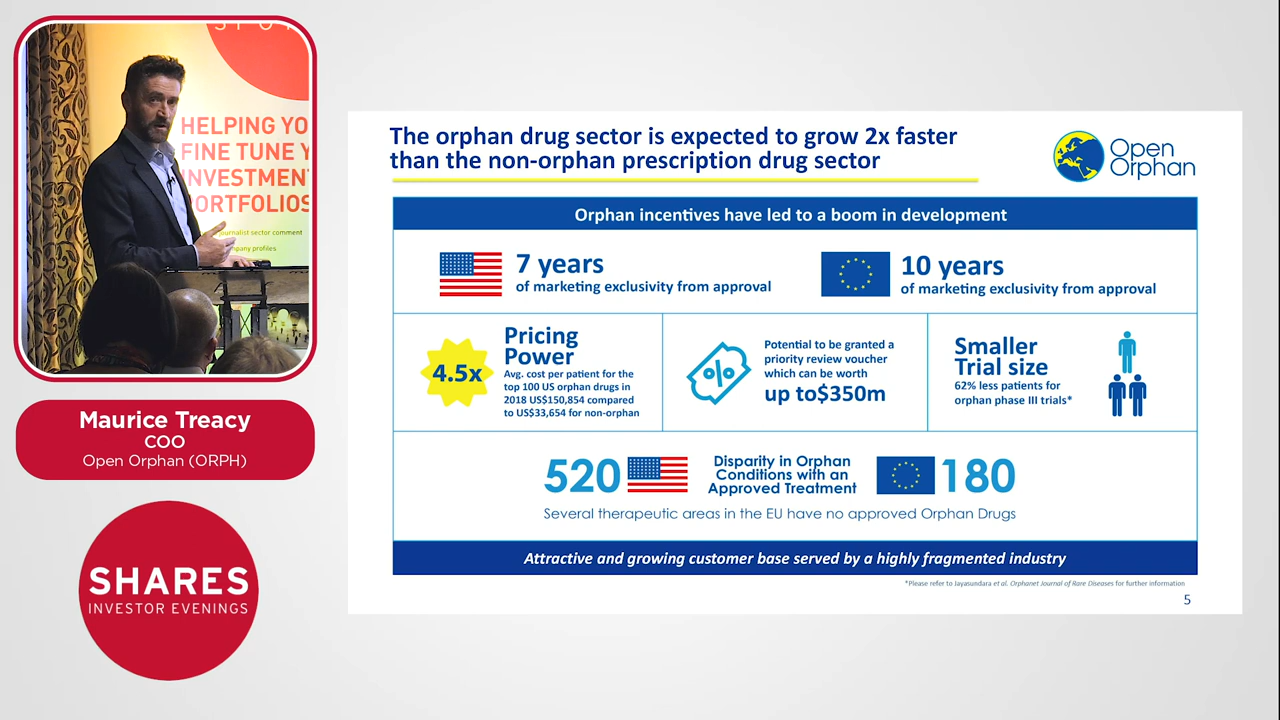 HELPING YO
FINE TUNE Y
INVESTMEN
ORTFOLIOS
journalist sector comment
mpany profiles
Maurice Treacy
COO
Open Orphan (ORPH)
SHARES
INVESTOR EVENINGS
The orphan drug sector is expected to grow 2x faster
than the non-orphan prescription drug sector
Open
Orphan
Orphan incentives have led to a boom in development
7 years
of marketing exclusivity from approval
10 years
of marketing exclusivity from approval
4.5x
Pricing
Power
Avg. cost per patient for the
top 100 US orphan drugs in
2018 US$150,854 compared
to US$33,654 for non-orphan
%
Potential to be granted a
priority review voucher
which can be worth
up to$350m
Smaller
Trial size
62% less patients for
orphan phase III trials*
520
Disparity in Orphan
Conditions with an
Approved Treatment
180
Several therapeutic areas in the EU have no approved Orphan Drugs
Attractive and growing customer base served by a highly fragmented industry
*Please refer to Jayasundara et al. Orphanet Journal of Rare Diseases for further information
5